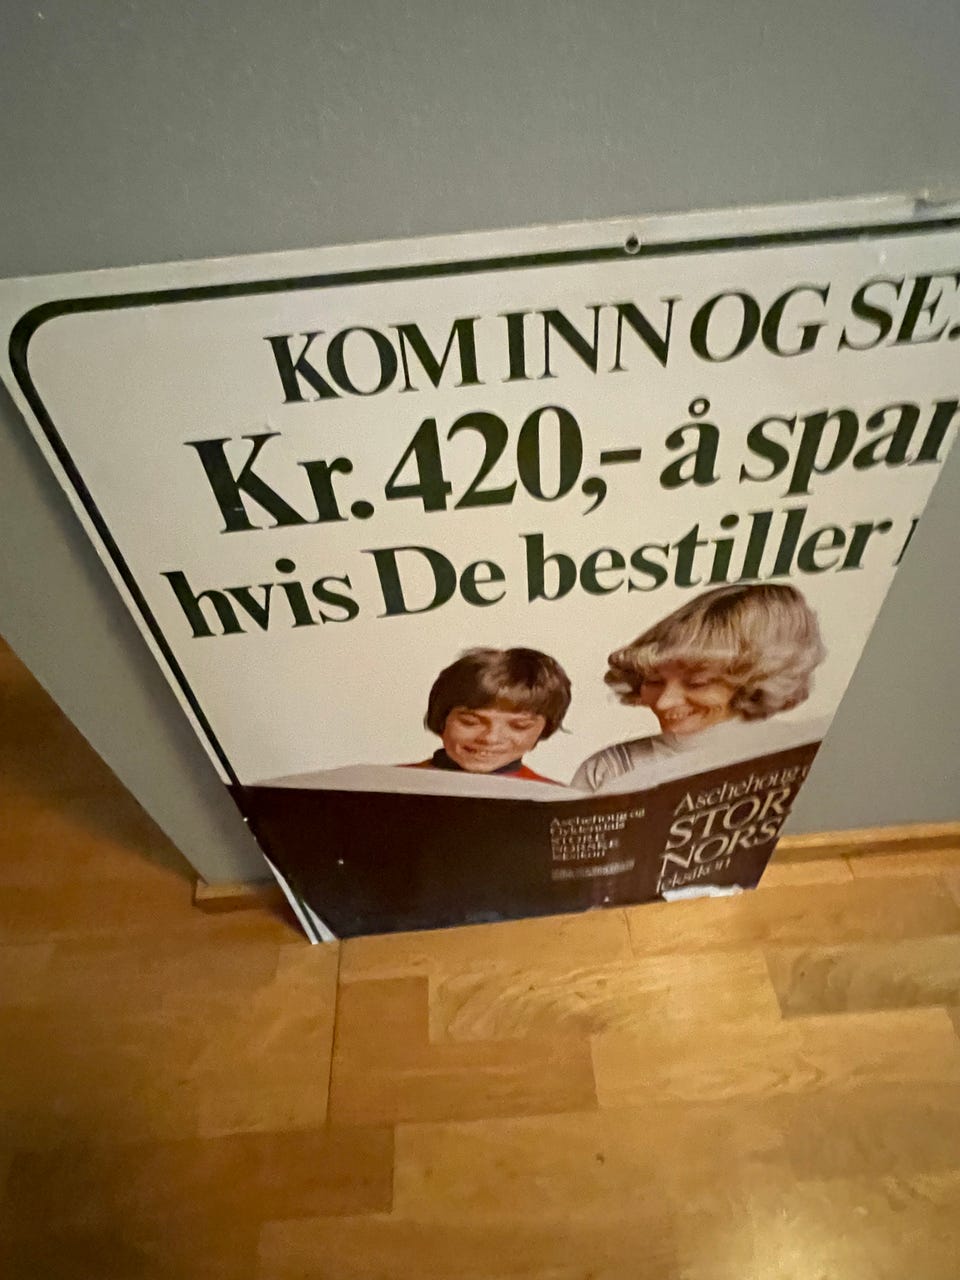 KOM INN OG SE.
Kr. 420,- å spar
hvis De bestiller
Aschehoug og
Gyldendals
STORE
NORSKE
leksikon
Aschehoug
STOR
NORS
leksikon